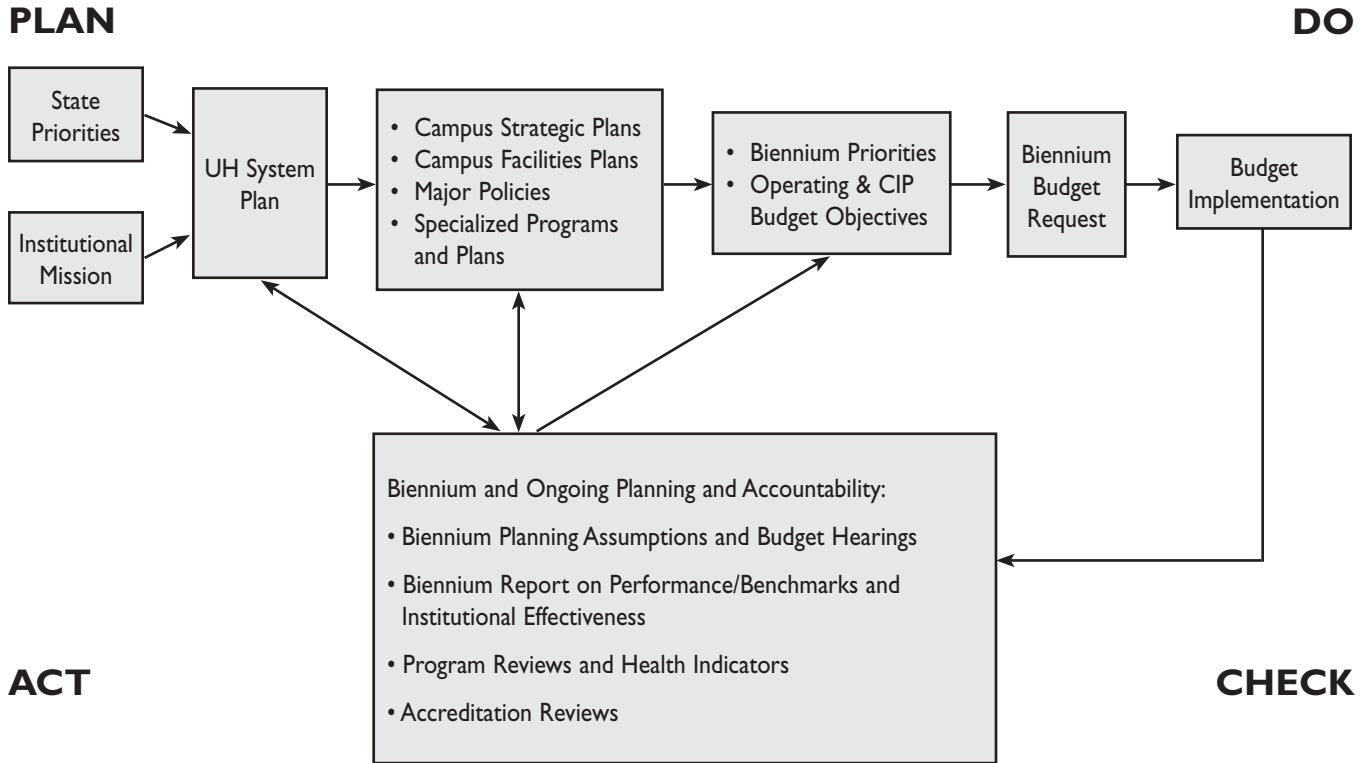 PLAN
DO
State
Priorities
Institutional
Mission
UH System
Plan
• Campus Strategic Plans
• Campus Facilities Plans
• Major Policies
• Specialized Programs
and Plans
• Biennium Priorities
• Operating & CIP
Budget Objectives
Biennium
Budget
Request
Budget
Implementation
Biennium and Ongoing Planning and Accountability:
• Biennium Planning Assumptions and Budget Hearings
• Biennium Report on Performance/Benchmarks and
Institutional Effectiveness
• Program Reviews and Health Indicators
• Accreditation Reviews
ACT
CHECK